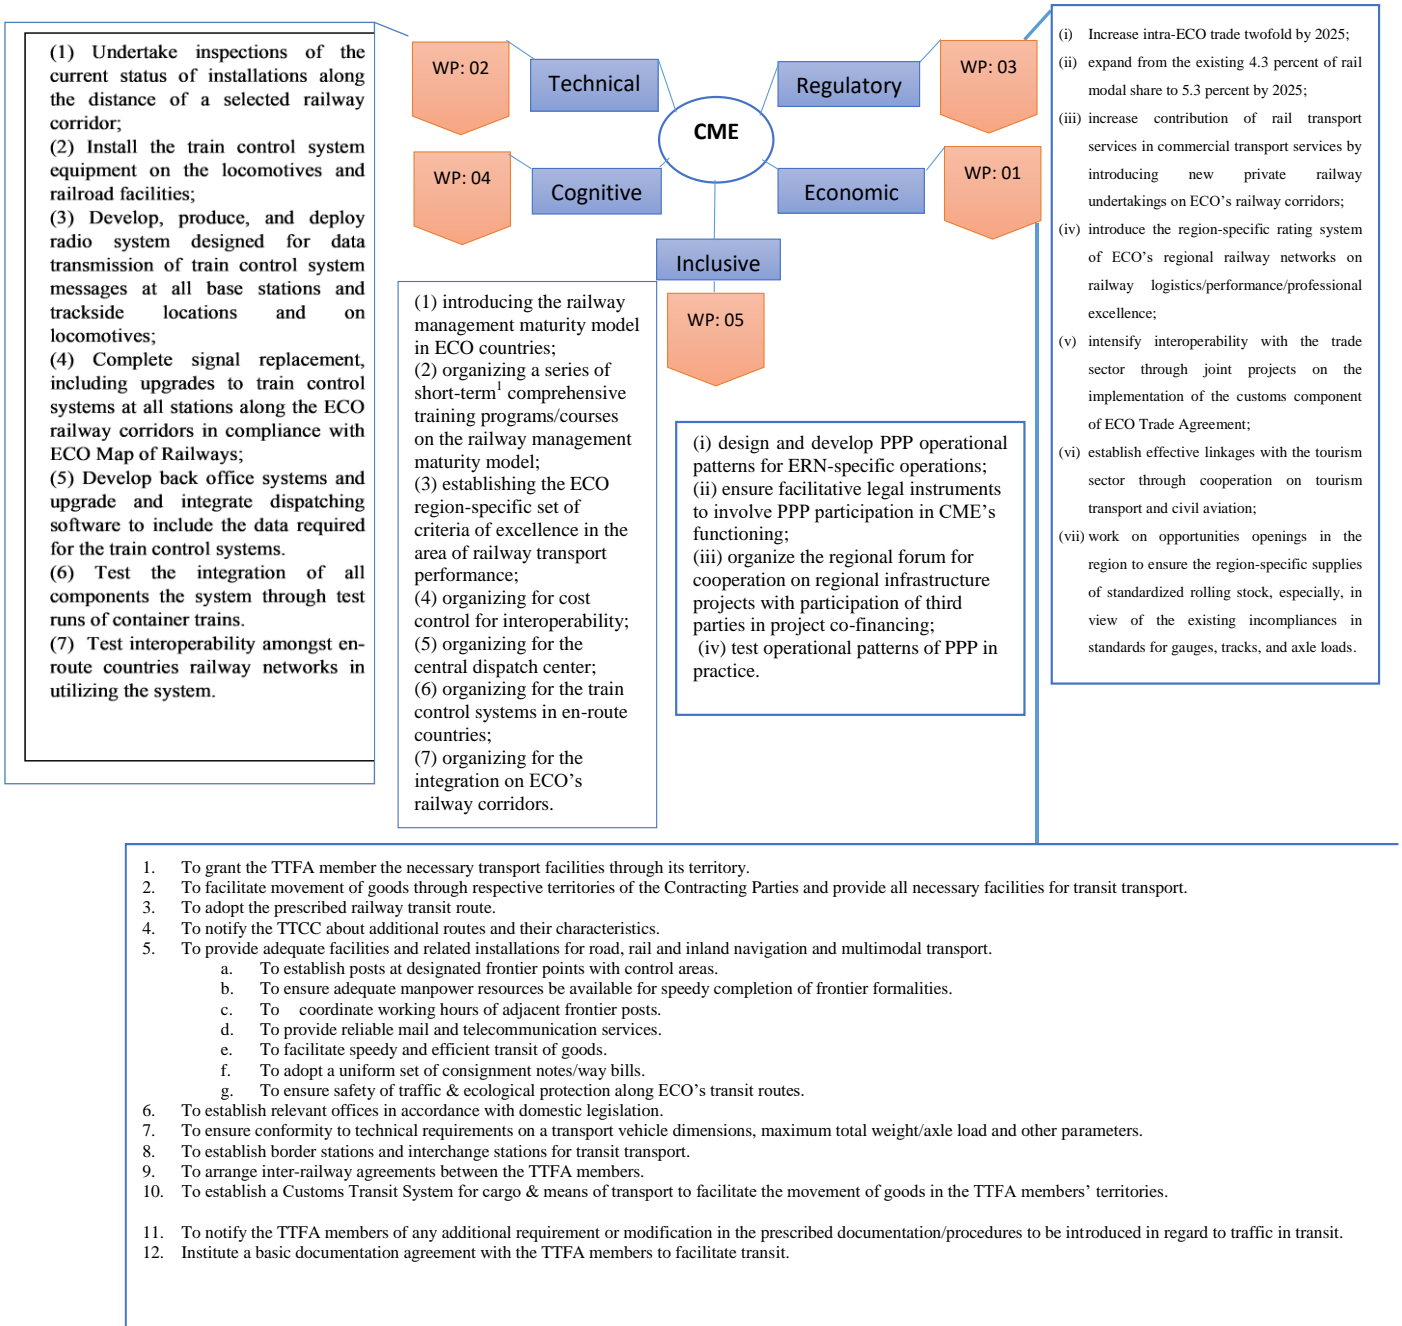 (1) Undertake inspections of the
current status of installations along
the distance of a selected railway
corridor;
(2) Install the train control system
equipment on the locomotives and
railroad facilities;
(3) Develop, produce, and deploy
radio system designed for data
transmission of train control system
messages at all base stations and
trackside locations and on
locomotives;
(4) Complete signal replacement,
including upgrades to train control
systems at all stations along the ECO
railway corridors in compliance with
ECO Map of Railways;
(5) Develop back office systems and
upgrade and integrate dispatching
software to include the data required
for the train control systems.
(6) Test the integration of all
components the system through test
runs of container trains.
(7) Test interoperability amongst en-
route countries railway networks in
utilizing the system.
WP: 02
Technical
CME
Regulatory
WP: 03
WP: 04
Cognitive
Economic
WP: 01
Inclusive
WP: 05
(1) introducing the railway
management maturity model
in ECO countries;
(2) organizing a series of
short-term1 comprehensive
training programs/courses
on the railway management
maturity model;
(3) establishing the ECO
region-specific set of
criteria of excellence in the
area of railway transport
performance;
(4) organizing for cost
control for interoperability;
(5) organizing for the
central dispatch center;
(6) organizing for the train
control systems in en-route
countries;
(7) organizing for the
integration on ECO’s
railway corridors.
(i) design and develop PPP operational
patterns for ERN-specific operations;
(ii) ensure facilitative legal instruments
to involve PPP participation in CME’s
functioning;
(iii) organize the regional forum for
cooperation on regional infrastructure
projects with participation of third
parties in project co-financing;
(iv) test operational patterns of PPP in
practice.
(i) Increase intra-ECO trade twofold by 2025;
(ii) expand from the existing 4.3 percent of rail
modal share to 5.3 percent by 2025;
(iii) increase contribution of rail transport
services in commercial transport services by
introducing new private railway
undertakings on ECO’s railway corridors;
(iv) introduce the region-specific rating system
of ECO’s regional railway networks on
railway logistics/performance/professional
excellence;
(v) intensify interoperability with the trade
sector through joint projects on the
implementation of the customs component
of ECO Trade Agreement;
(vi) establish effective linkages with the tourism
sector through cooperation on tourism
transport and civil aviation;
(vii) work on opportunities openings in the
region to ensure the region-specific supplies
of standardized rolling stock, especially, in
view of the existing incompliances in
standards for gauges, tracks, and axle loads.
1. To grant the TTFA member the necessary transport facilities through its territory.
2. To facilitate movement of goods through respective territories of the Contracting Parties and provide all necessary facilities for transit transport.
3. To adopt the prescribed railway transit route.
4. To notify the TTCC about additional routes and their characteristics.
5. To provide adequate facilities and related installations for road, rail and inland navigation and multimodal transport.
a. To establish posts at designated frontier points with control areas.
b. To ensure adequate manpower resources be available for speedy completion of frontier formalities.
c. To coordinate working hours of adjacent frontier posts.
d. To provide reliable mail and telecommunication services.
e. To facilitate speedy and efficient transit of goods.
f. To adopt a uniform set of consignment notes/way bills.
g. To ensure safety of traffic & ecological protection along ECO’s transit routes.
6. To establish relevant offices in accordance with domestic legislation.
7. To ensure conformity to technical requirements on a transport vehicle dimensions, maximum total weight/axle load and other parameters.
8. To establish border stations and interchange stations for transit transport.
9. To arrange inter-railway agreements between the TTFA members.
10. To establish a Customs Transit System for cargo & means of transport to facilitate the movement of goods in the TTFA members’ territories.
11. To notify the TTFA members of any additional requirement or modification in the prescribed documentation/procedures to be introduced in regard to traffic in transit.
12. Institute a basic documentation agreement with the TTFA members to facilitate transit.